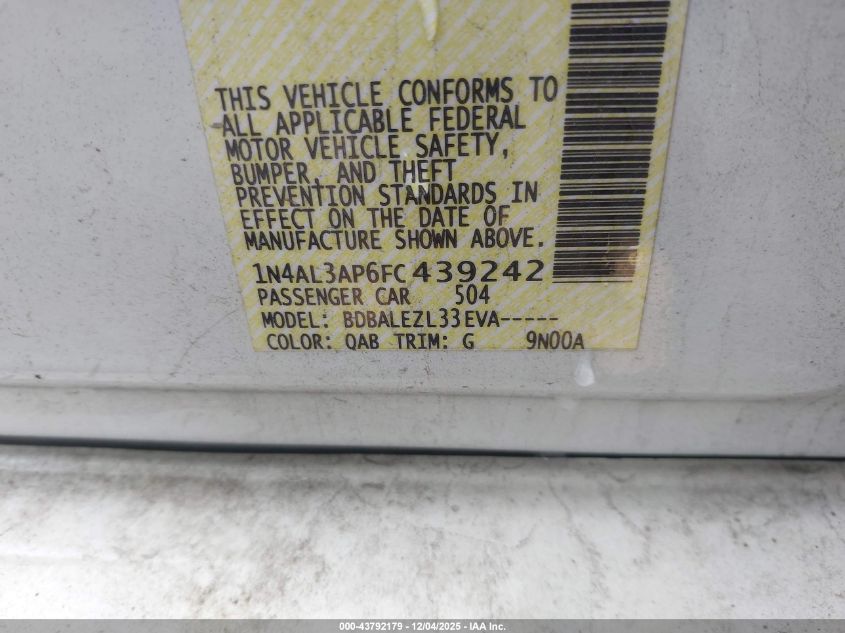 THIS VEHICLE CONFORMS TO
ALL APPLICABLE FEDERAL
MOTOR VEHICLE SAFETY,
BUMPER, AND THEFT
PREVENTION STANDARDS IN
EFFECT ON THE DATE OF
MANUFACTURE SHOWN ABOVE.
1N4AL3AP6FC439242
PASSENGER CAR 504
MODEL: BDBALEZL33EVA-----
COLOR: QAB TRIM: G 9N00A
000-43792179 - 12/04/2025 - IAA Inc.